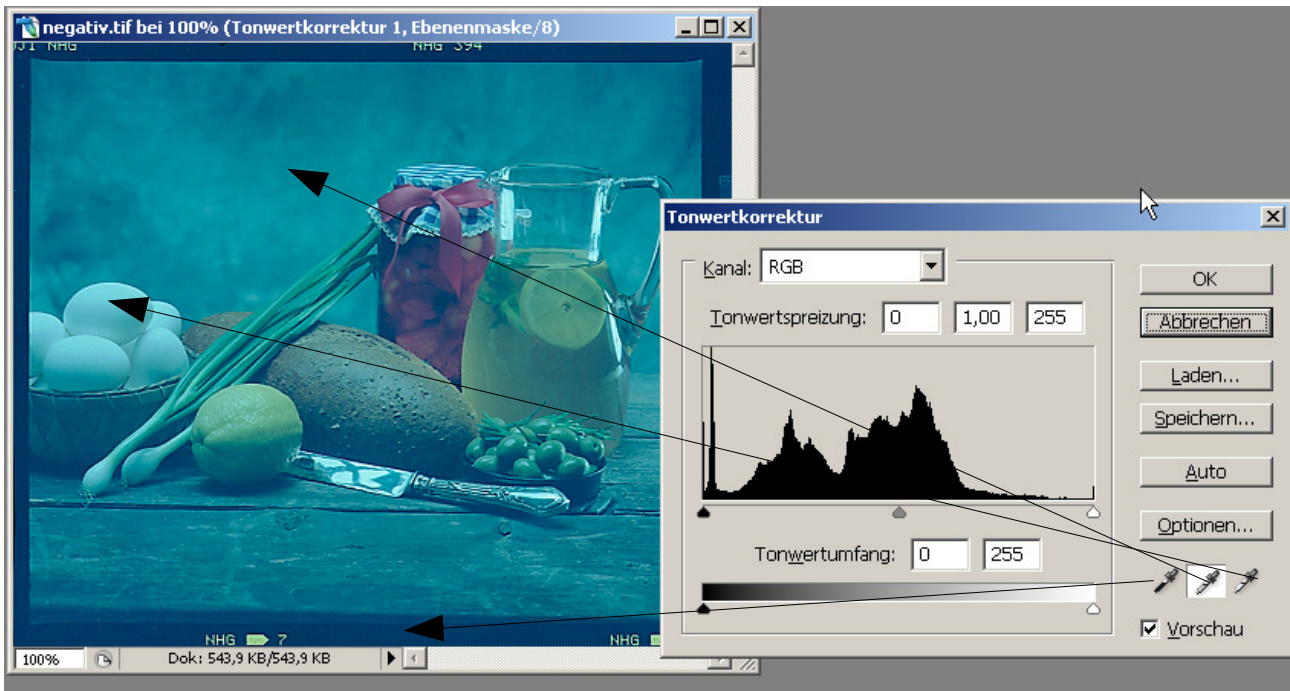 negativ.tif bei 100% (Tonwertkorrektur 1, Ebenenmaske/8)
NHG
NHG 394
Tonwertkorrektur
Kanal: RGB
OK
Tonwertspreizung: 0 1,00 255
Abbrechen
Laden...
Speichern...
Auto
Optionen...
Tonwertumfang: 0 255
Vorschau
NHG 7
NHG
100% Dok: 543,9 KB/543,9 KB